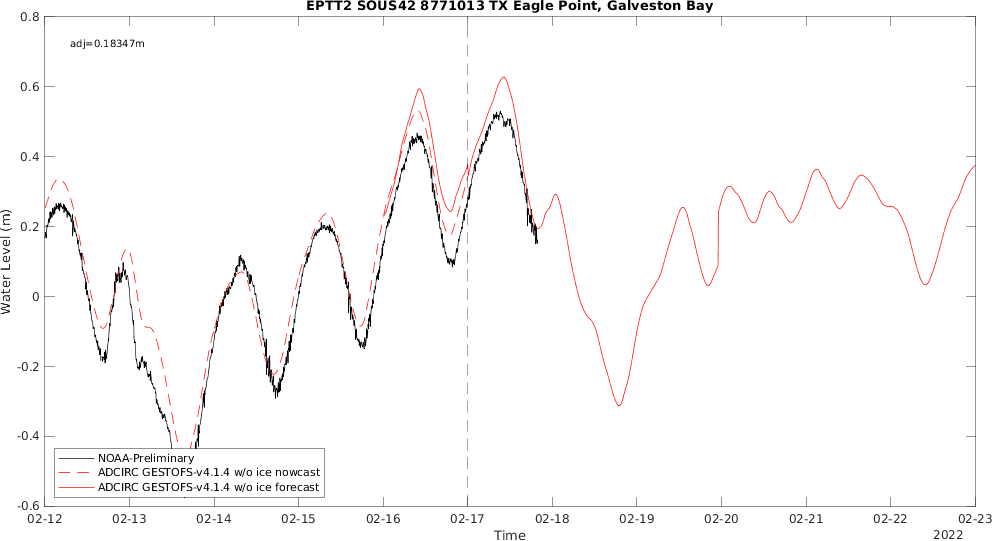 EPTT2 SOUS42 8771013 TX Eagle Point, Galveston Bay
adj=0.18347m
0.8
0.6
0.4
0.2
0
-0.2
-0.4
-0.6
Water Level (m)
NOAA-Preliminary
ADCIRC GESTOFS-v4.1.4 w/o ice nowcast
ADCIRC GESTOFS-v4.1.4 w/o ice forecast
02-12 02-13 02-14 02-15 02-16 02-17 02-18 02-19 02-20 02-21 02-22 02-23
Time
2022